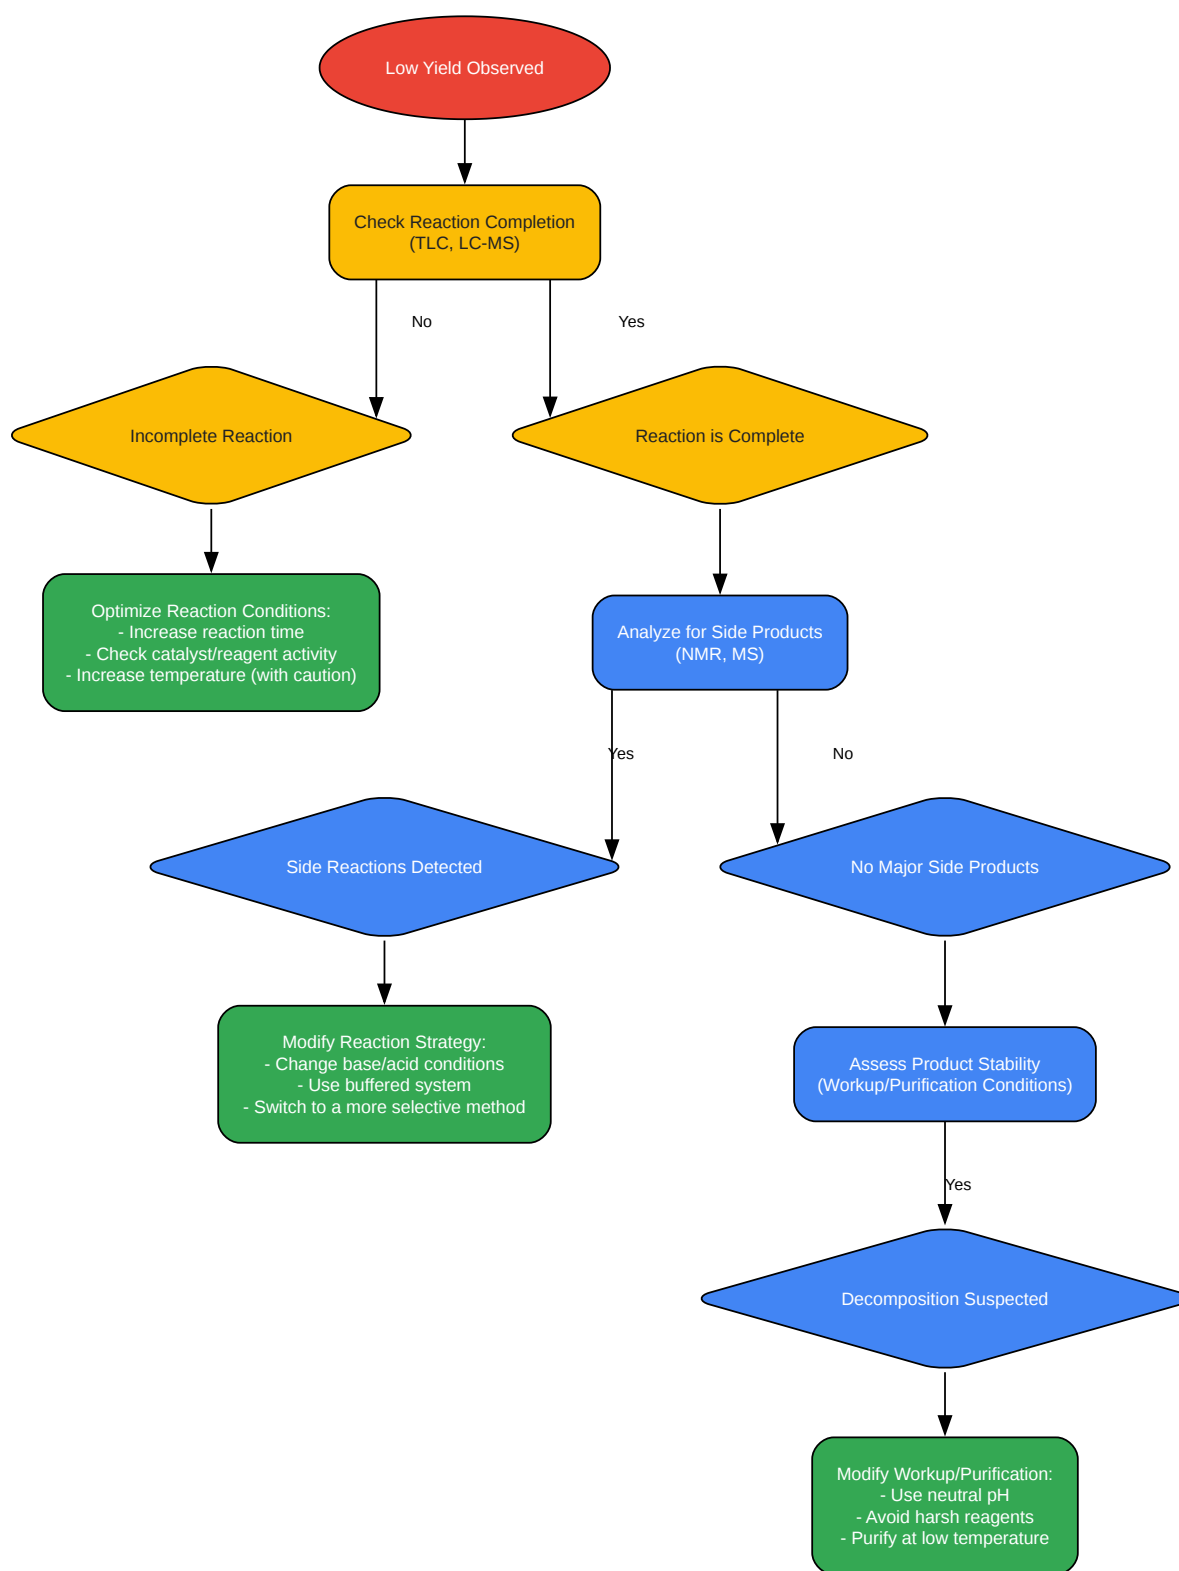 Low Yield Observed
Check Reaction Completion
(TLC, LC-MS)
No
Yes
Incomplete Reaction
Reaction is Complete
Optimize Reaction Conditions:
- Increase reaction time
- Check catalyst/reagent activity
- Increase temperature (with caution)
Analyze for Side Products
(NMR, MS)
Yes
No
Side Reactions Detected
No Major Side Products
Modify Reaction Strategy:
- Change base/acid conditions
- Use buffered system
- Switch to a more selective method
Assess Product Stability
(Workup/Purification Conditions)
Yes
Decomposition Suspected
Modify Workup/Purification:
- Use neutral pH
- Avoid harsh reagents
- Purify at low temperature